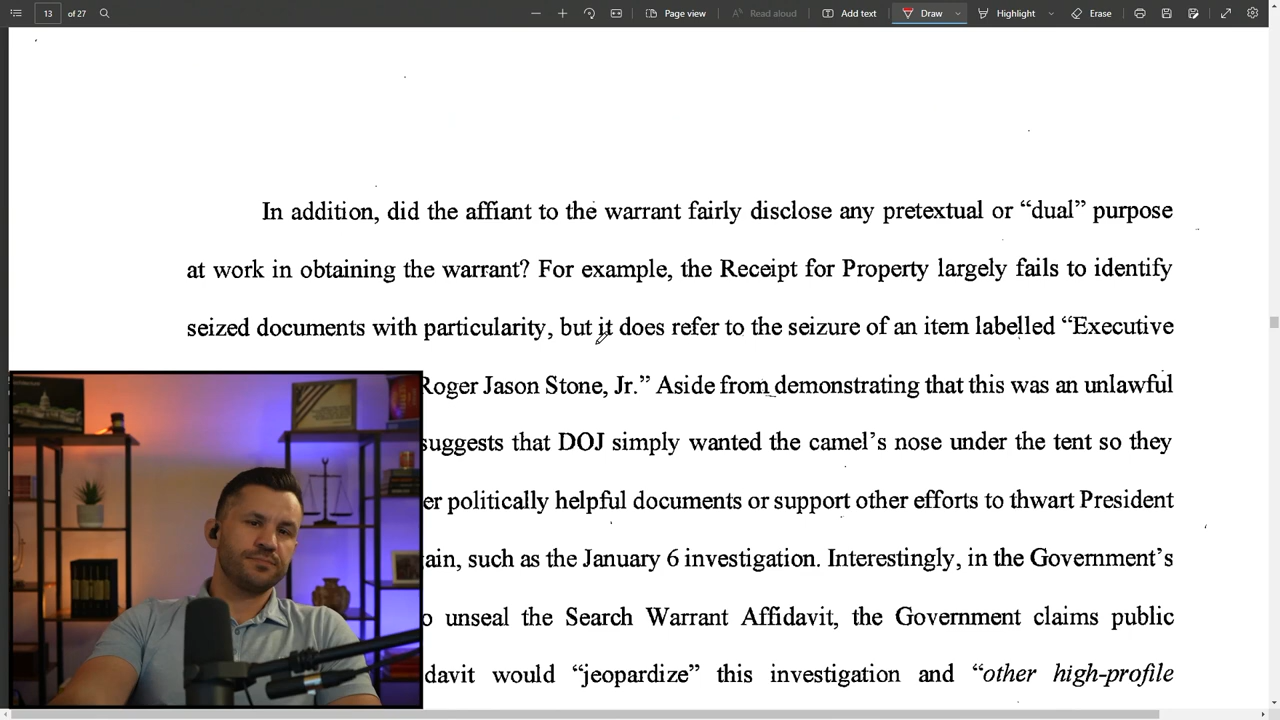 13 of 27 Page view Read aloud Add text Draw Highlight Erase
In addition, did the affiant to the warrant fairly disclose any pretextual or “dual” purpose
at work in obtaining the warrant? For example, the Receipt for Property largely fails to identify
seized documents with particularity, but it does refer to the seizure of an item labelled “Executive
Roger Jason Stone, Jr.” Aside from demonstrating that this was an unlawful
suggests that DOJ simply wanted the camel’s nose under the tent so they
er politically helpful documents or support other efforts to thwart President
ain, such as the January 6 investigation. Interestingly, in the Government’s
o unseal the Search Warrant Affidavit, the Government claims public
davit would “jeopardize” this investigation and “other high-profile